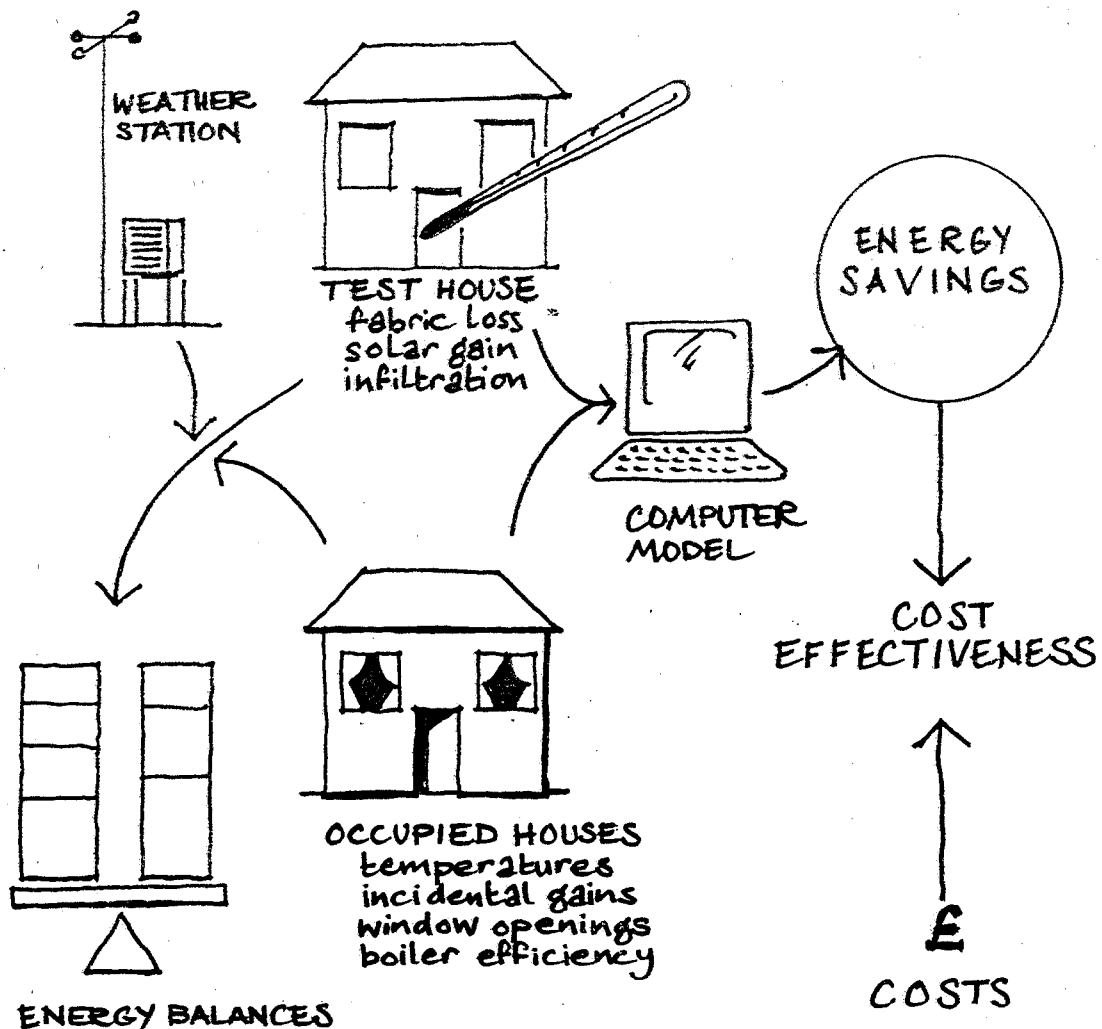 WEATHER
STATION
TEST HOUSE
fabric loss
solar gain
infiltration
ENERGY
SAVINGS
COMPUTER
MODEL
COST
EFFECTIVENESS
OCCUPIED HOUSES
temperatures
incidental gains
window openings
boiler efficiency
£
COSTS
ENERGY BALANCES